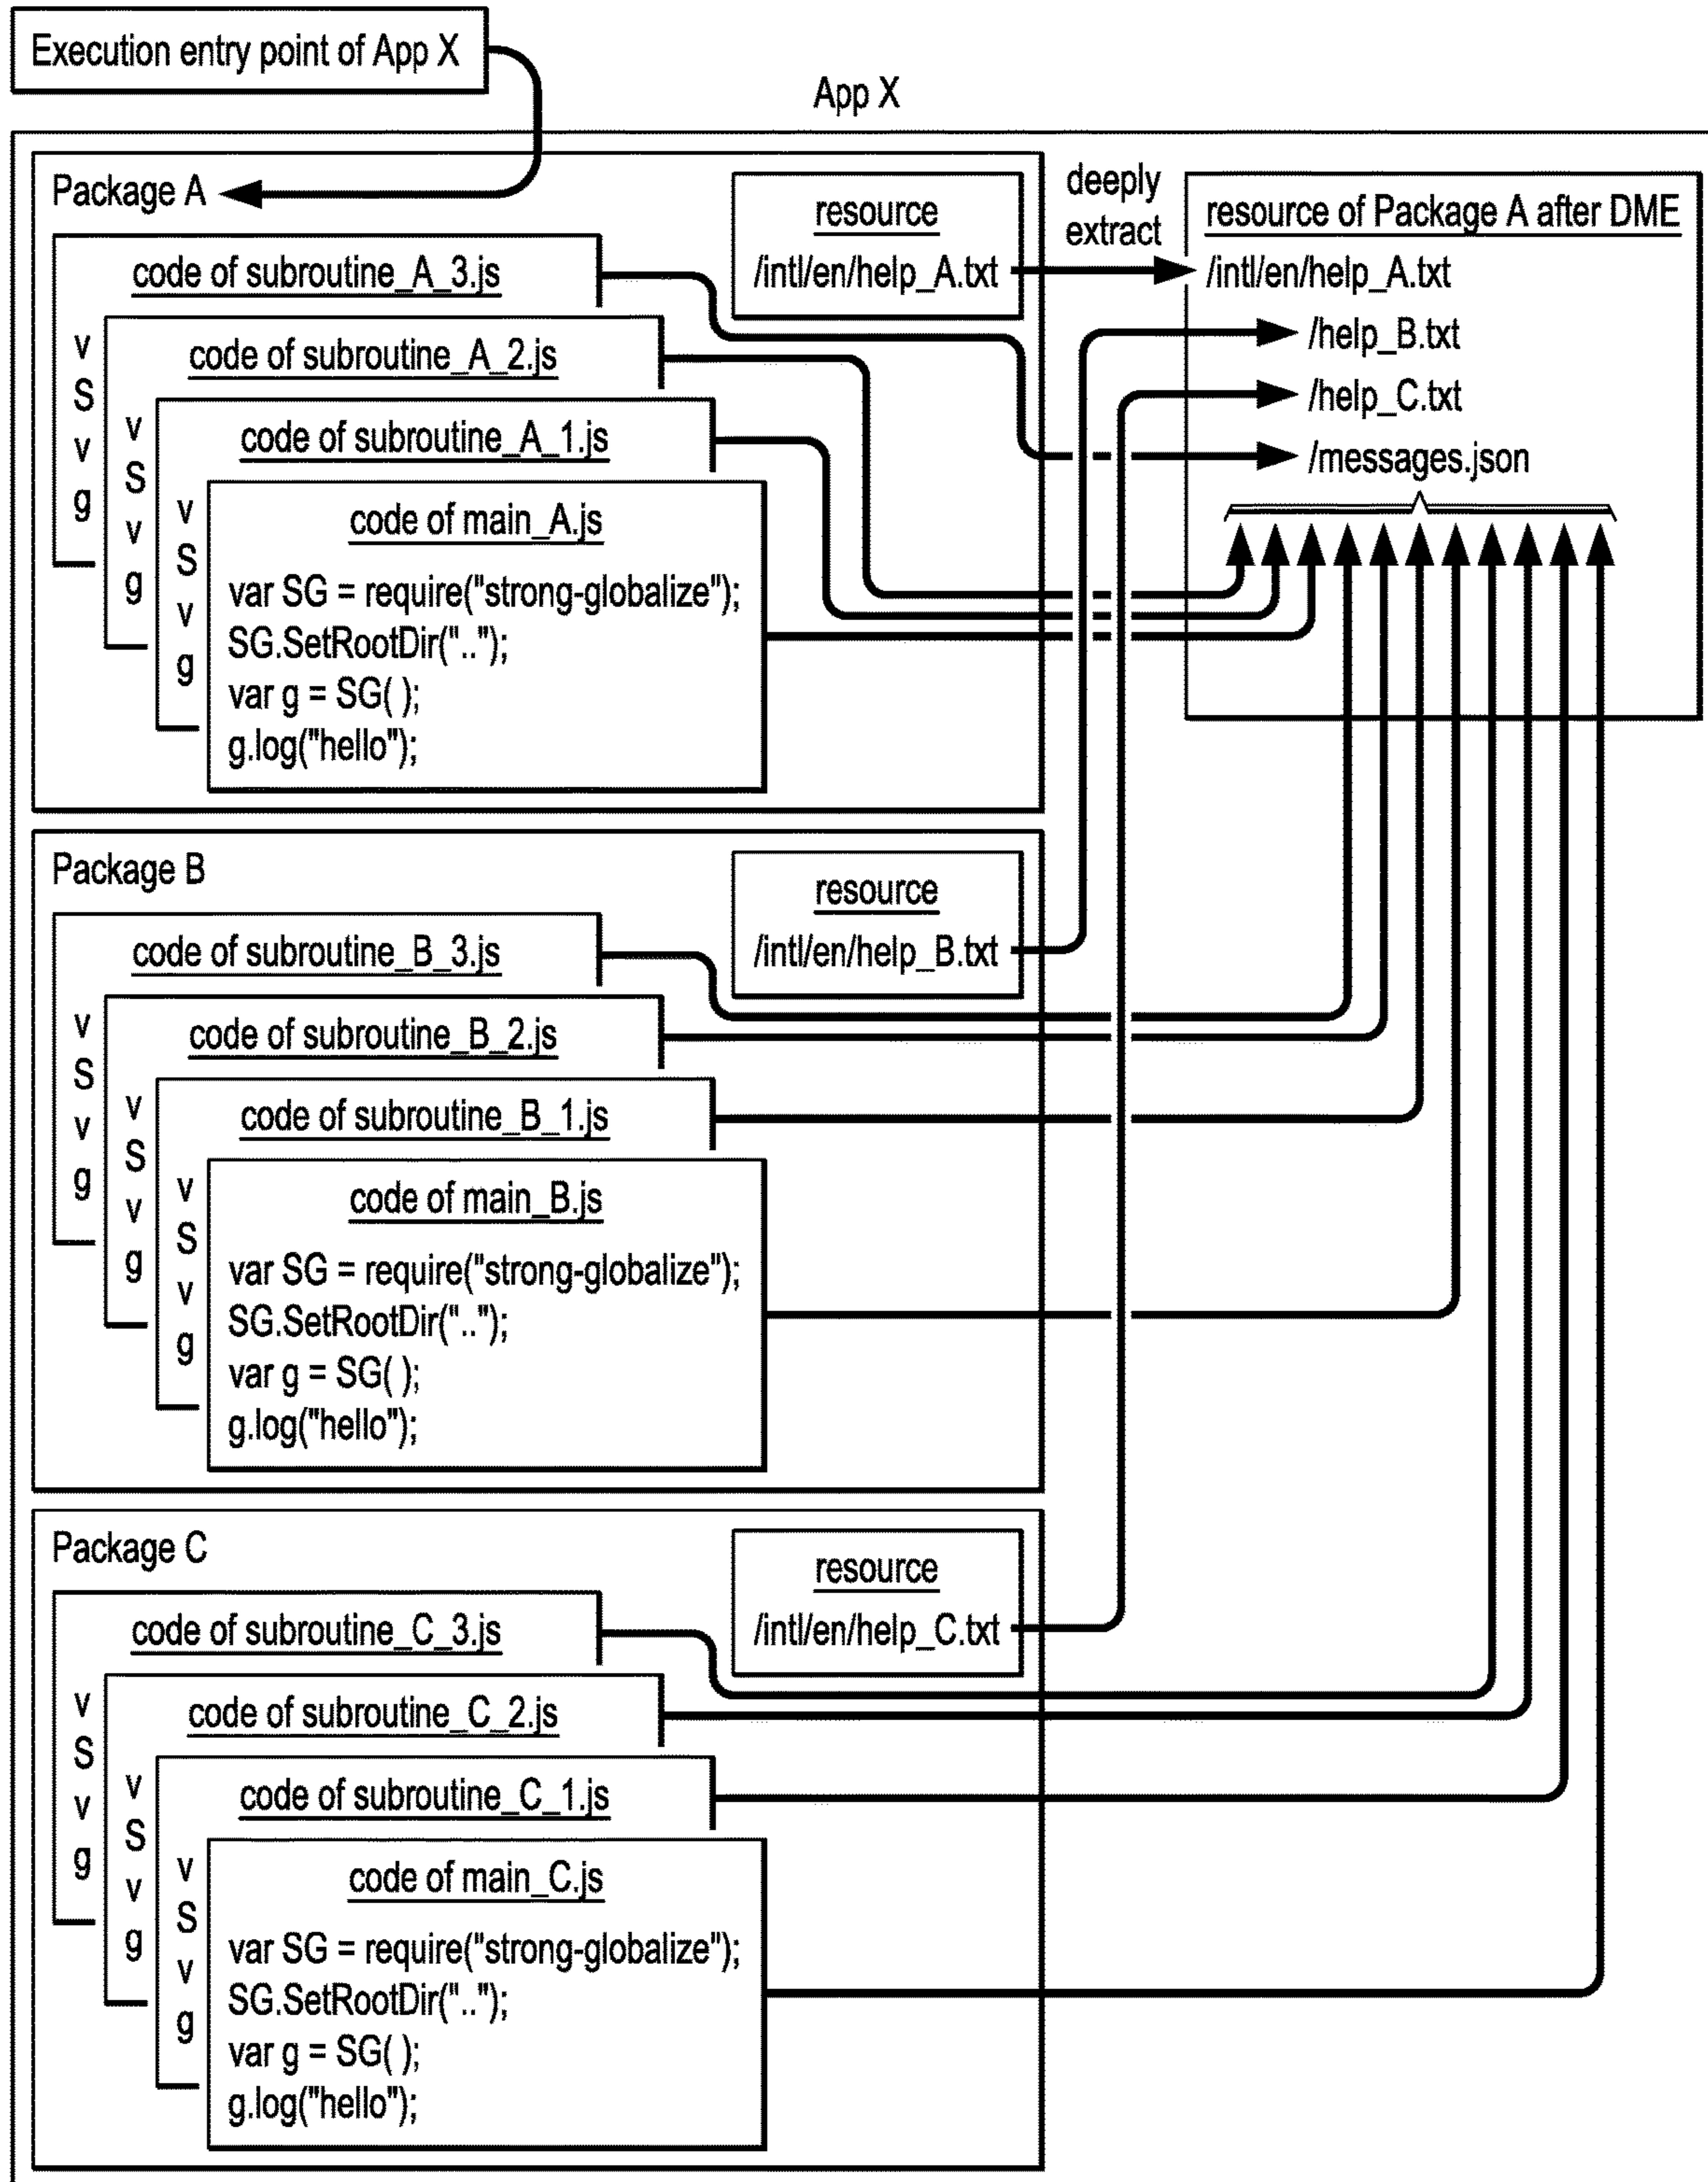 Execution entry point of App X
App X
Package A
code of subroutine_A_3.js
v
S
v
g
code of subroutine_A_2.js
v
S
v
g
code of subroutine_A_1.js
v
S
v
g
code of main_A.js
var SG = require("strong-globalize");
SG.SetRootDir("..");
var g = SG( );
g.log("hello");
resource
/intl/en/help_A.txt
deeply
extract
resource of Package A after DME
/intl/en/help_A.txt
/help_B.txt
/help_C.txt
/messages.json
Package B
code of subroutine_B_3.js
v
S
v
g
code of subroutine_B_2.js
v
S
v
g
code of subroutine_B_1.js
v
S
v
g
code of main_B.js
var SG = require("strong-globalize");
SG.SetRootDir("..");
var g = SG( );
g.log("hello");
resource
/intl/en/help_B.txt
Package C
code of subroutine_C_3.js
v
S
v
g
code of subroutine_C_2.js
v
S
v
g
code of subroutine_C_1.js
v
S
v
g
code of main_C.js
var SG = require("strong-globalize");
SG.SetRootDir("..");
var g = SG( );
g.log("hello");
resource
/intl/en/help_C.txt